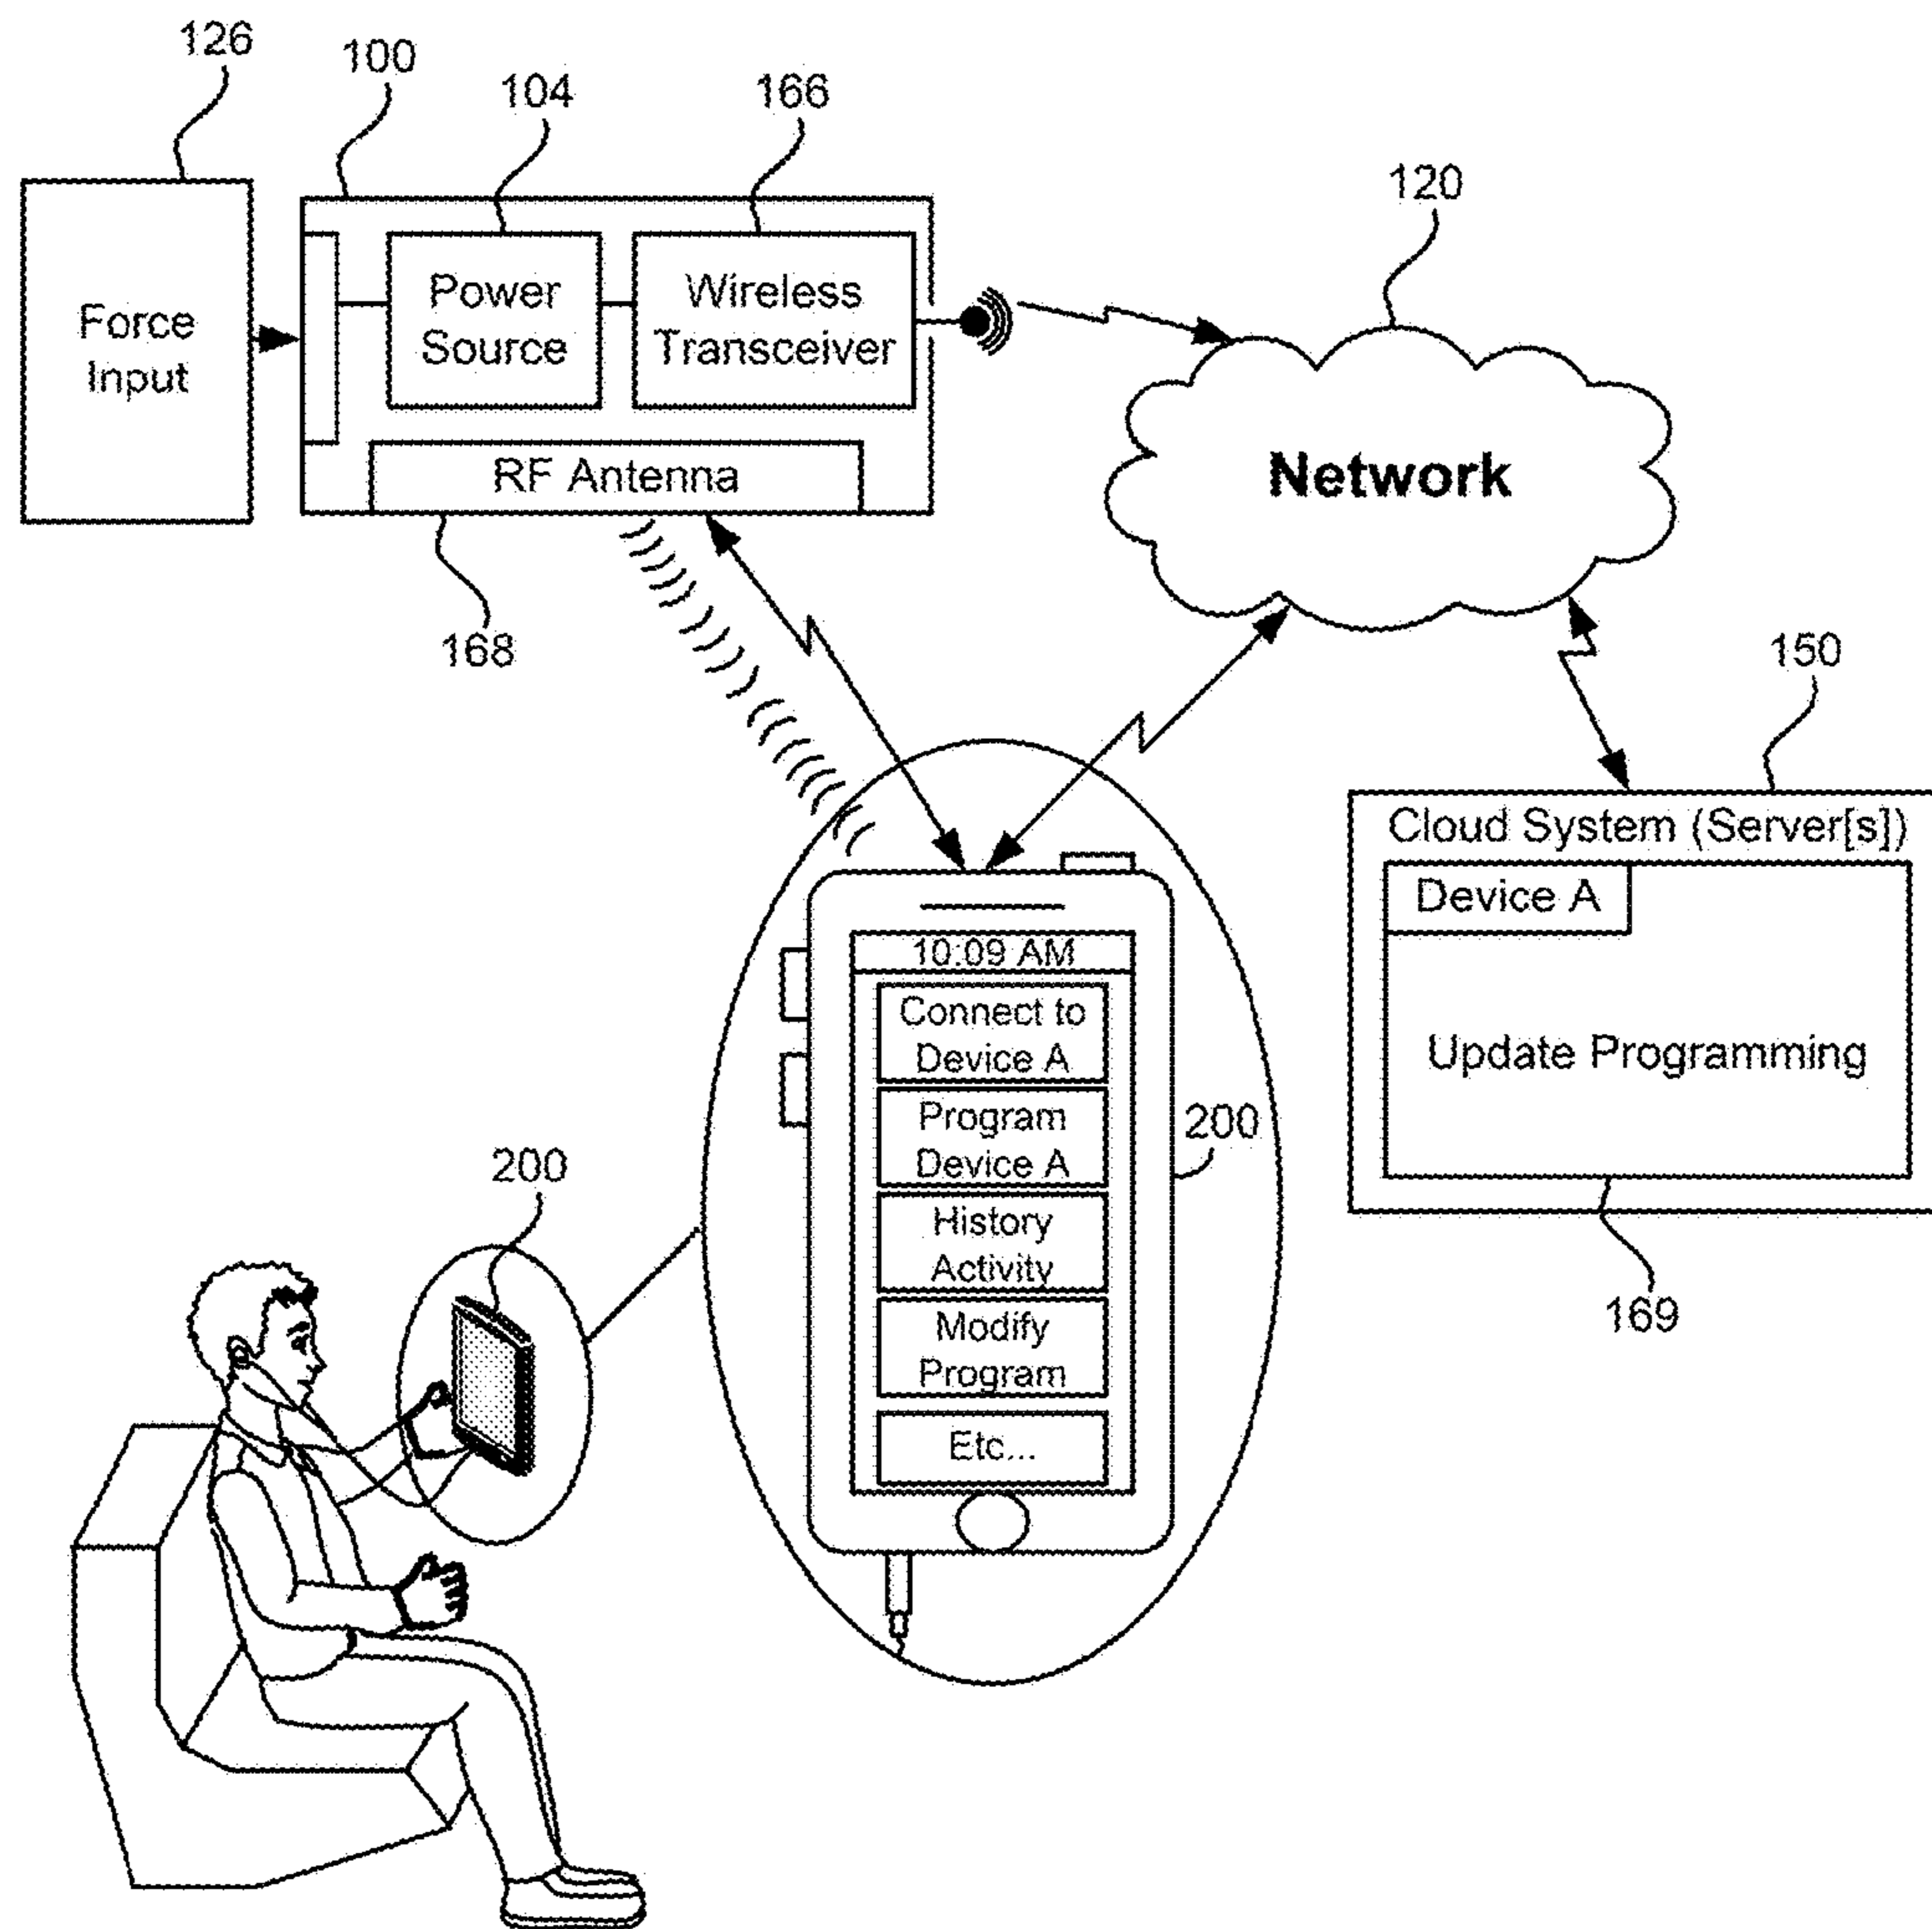 126
100
104
166
120
Force
Input
Power
Source
Wireless
Transceiver
RF Antenna
168
Network
150
Cloud System (Server[s])
Device A
Update Programming
169
10:09 AM
Connect to
Device A
Program
Device A
History
Activity
Modify
Program
Etc...
200
200